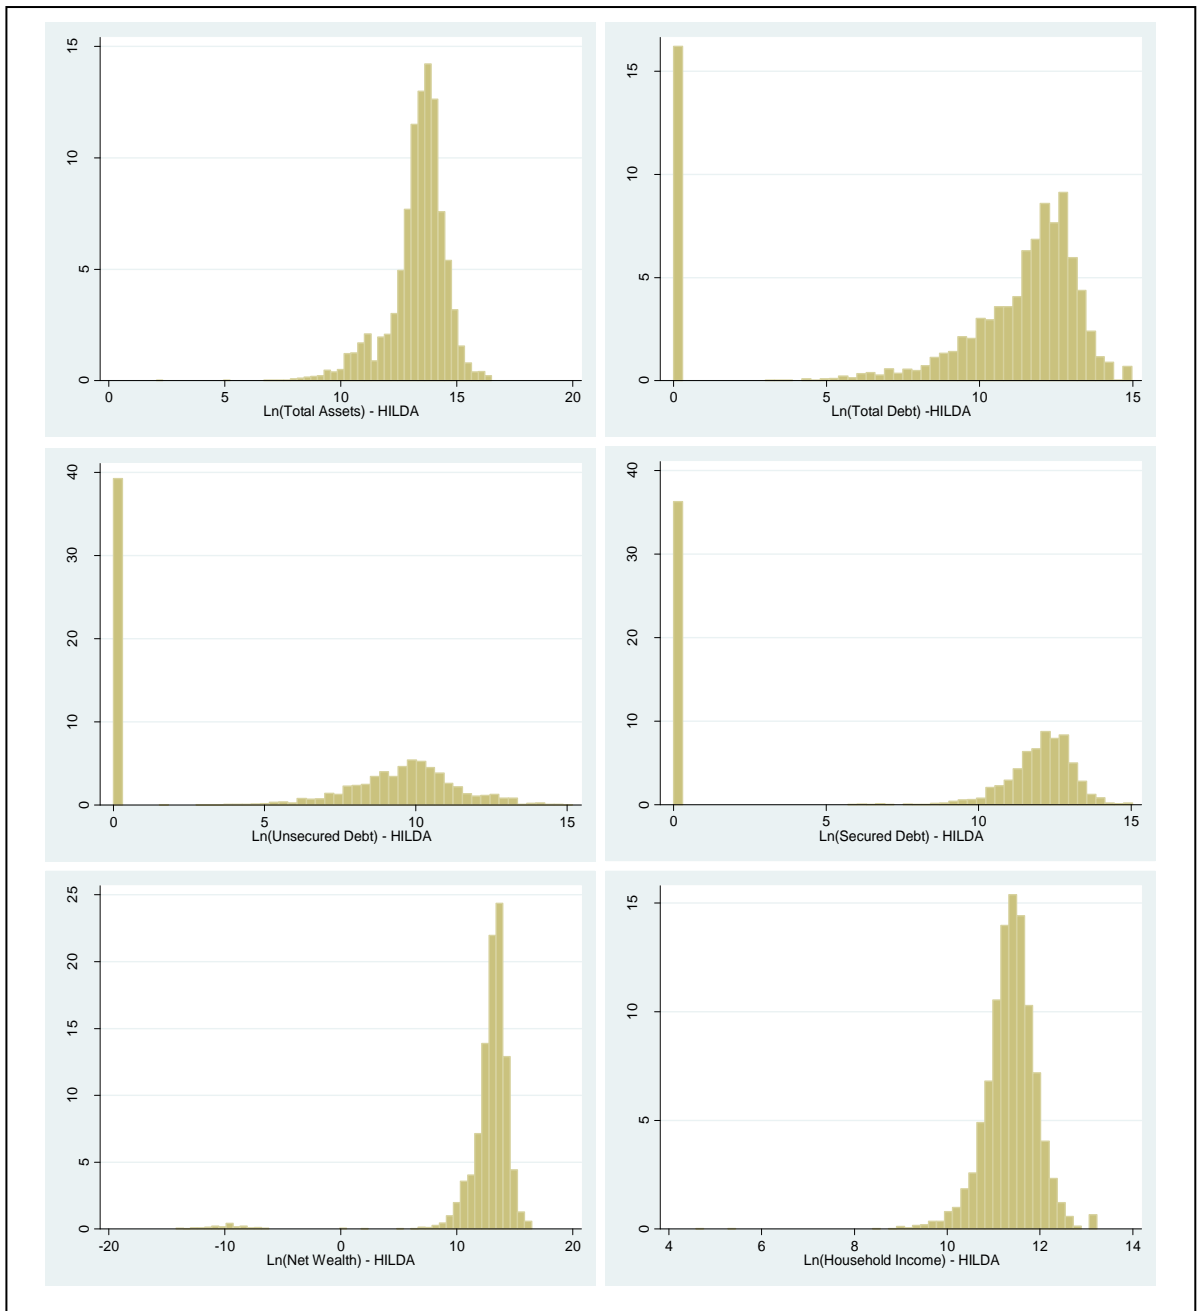 15
10
5
0
0 5 10 15 20
Ln(Total Assets) - HILDA
15
10
5
0
0 5 10 15
Ln(Total Debt) -HILDA
40
30
20
10
0
0 5 10 15
Ln(Unsecured Debt) - HILDA
40
30
20
10
0
0 5 10 15
Ln(Secured Debt) - HILDA
25
20
15
10
5
0
-20 -10 0 10 20
Ln(Net Wealth) - HILDA
15
10
5
0
4 6 8 10 12 14
Ln(Household Income) - HILDA